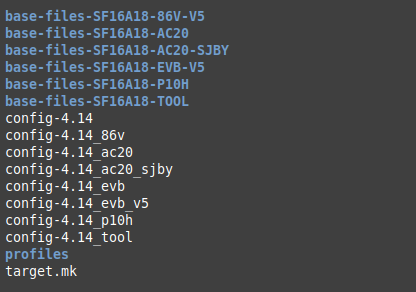 base-files-SF16A18-86V-V5
base-files-SF16A18-AC20
base-files-SF16A18-AC20-SJBY
base-files-SF16A18-EVB-V5
base-files-SF16A18-P10H
base-files-SF16A18-TOOL
config-4.14
config-4.14_86v
config-4.14_ac20
config-4.14_ac20_sjby
config-4.14_evb
config-4.14_evb_v5
config-4.14_p10h
config-4.14_tool
profiles
target.mk